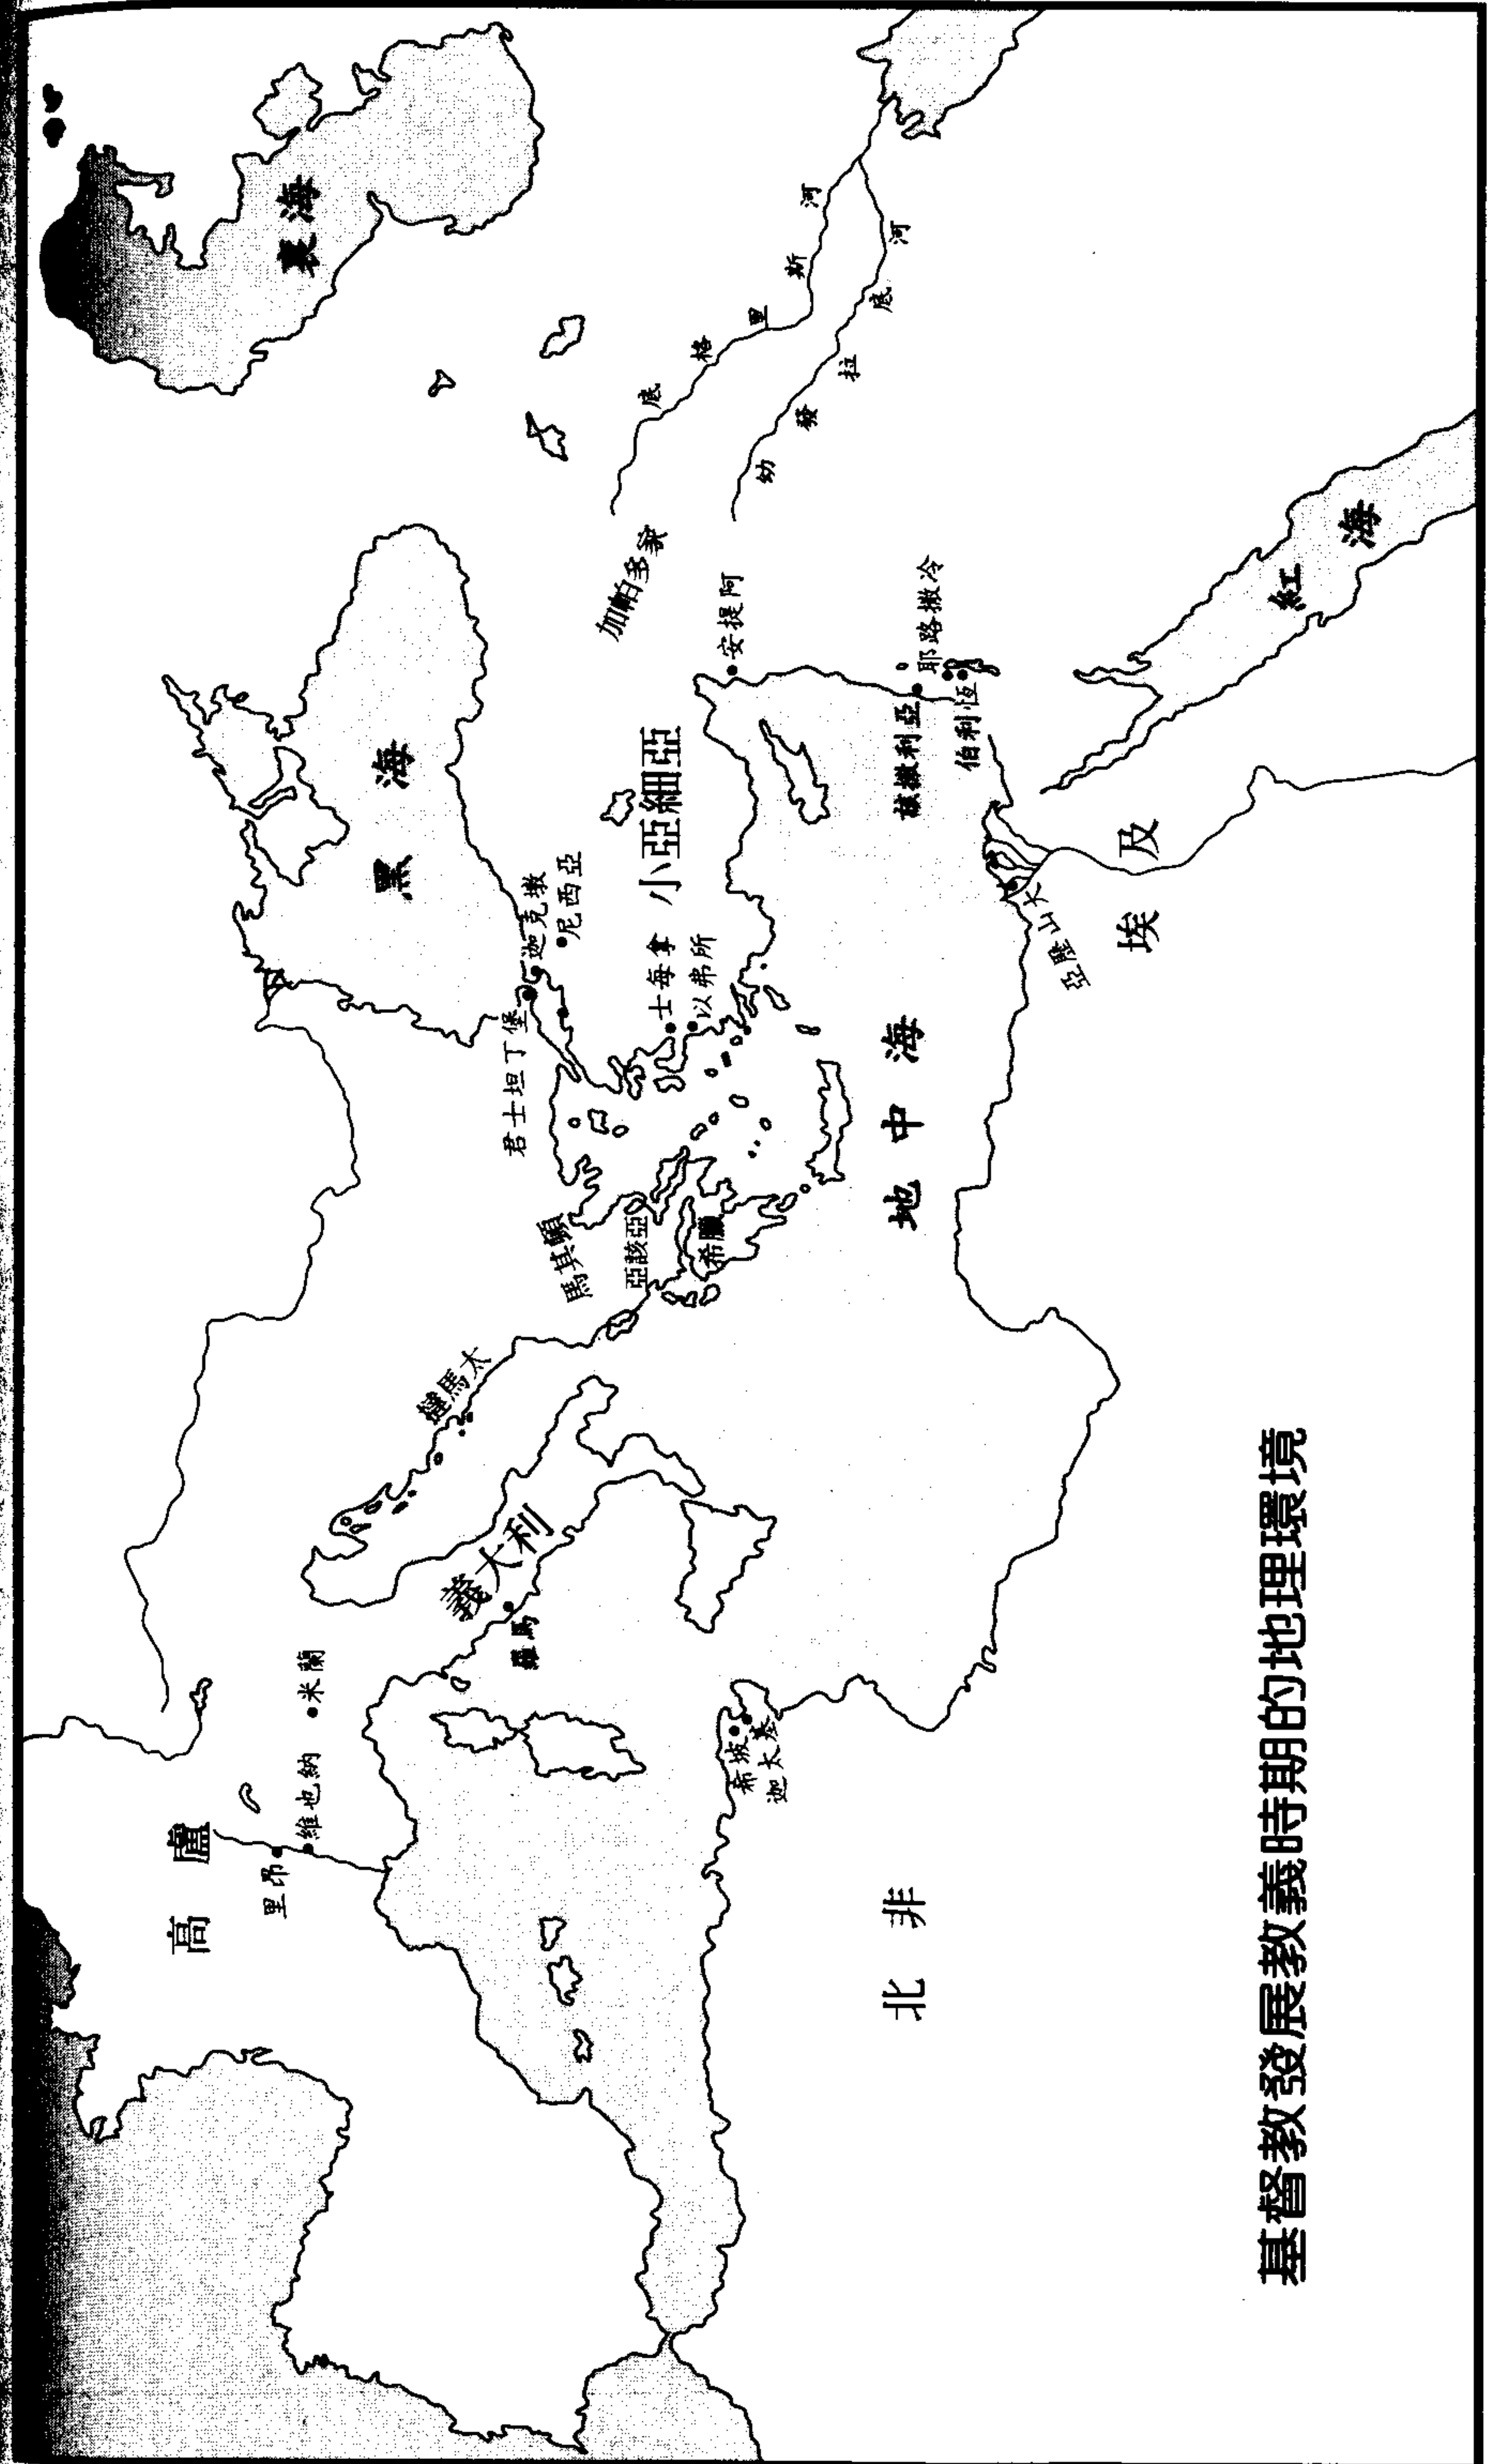 基督教發展教義時期的地理環境
高盧
里昂
維也納
米蘭
義大利
羅馬
撻馬太
馬其頓
亞該亞
希臘
君士坦丁堡
迦克墩
尼西亞
士每拿
以弗所
小亞細亞
加帕多家
安提阿
黑海
裏海
底格里斯河
幼發拉底河
耶路撒冷
該撒利亞
伯利恆
地中海
紅海
埃及
亞歷山大
北非
希坡
迦太基